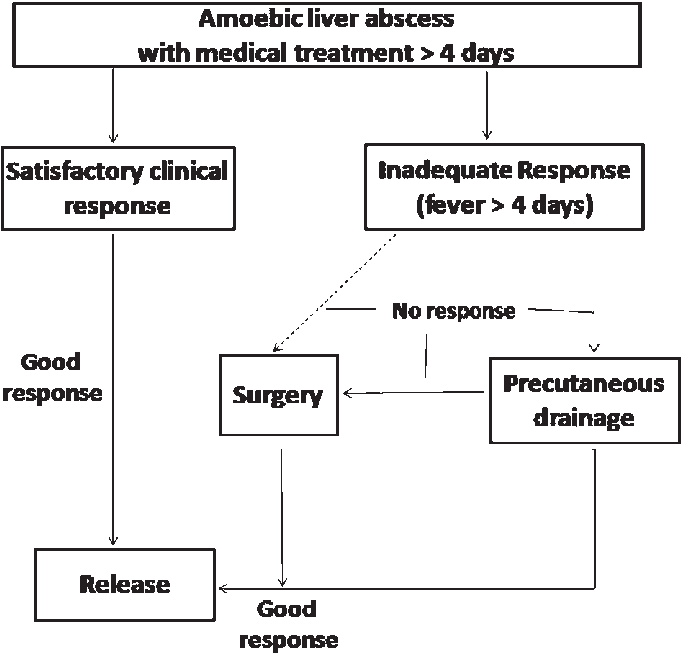 Amoebic liver abscess
with medical treatment > 4 days
Satisfactory clinical
response
Inadequate Response
(fever > 4 days)
No response
Good
response
Surgery
Precutaneous
drainage
Release
Good
response